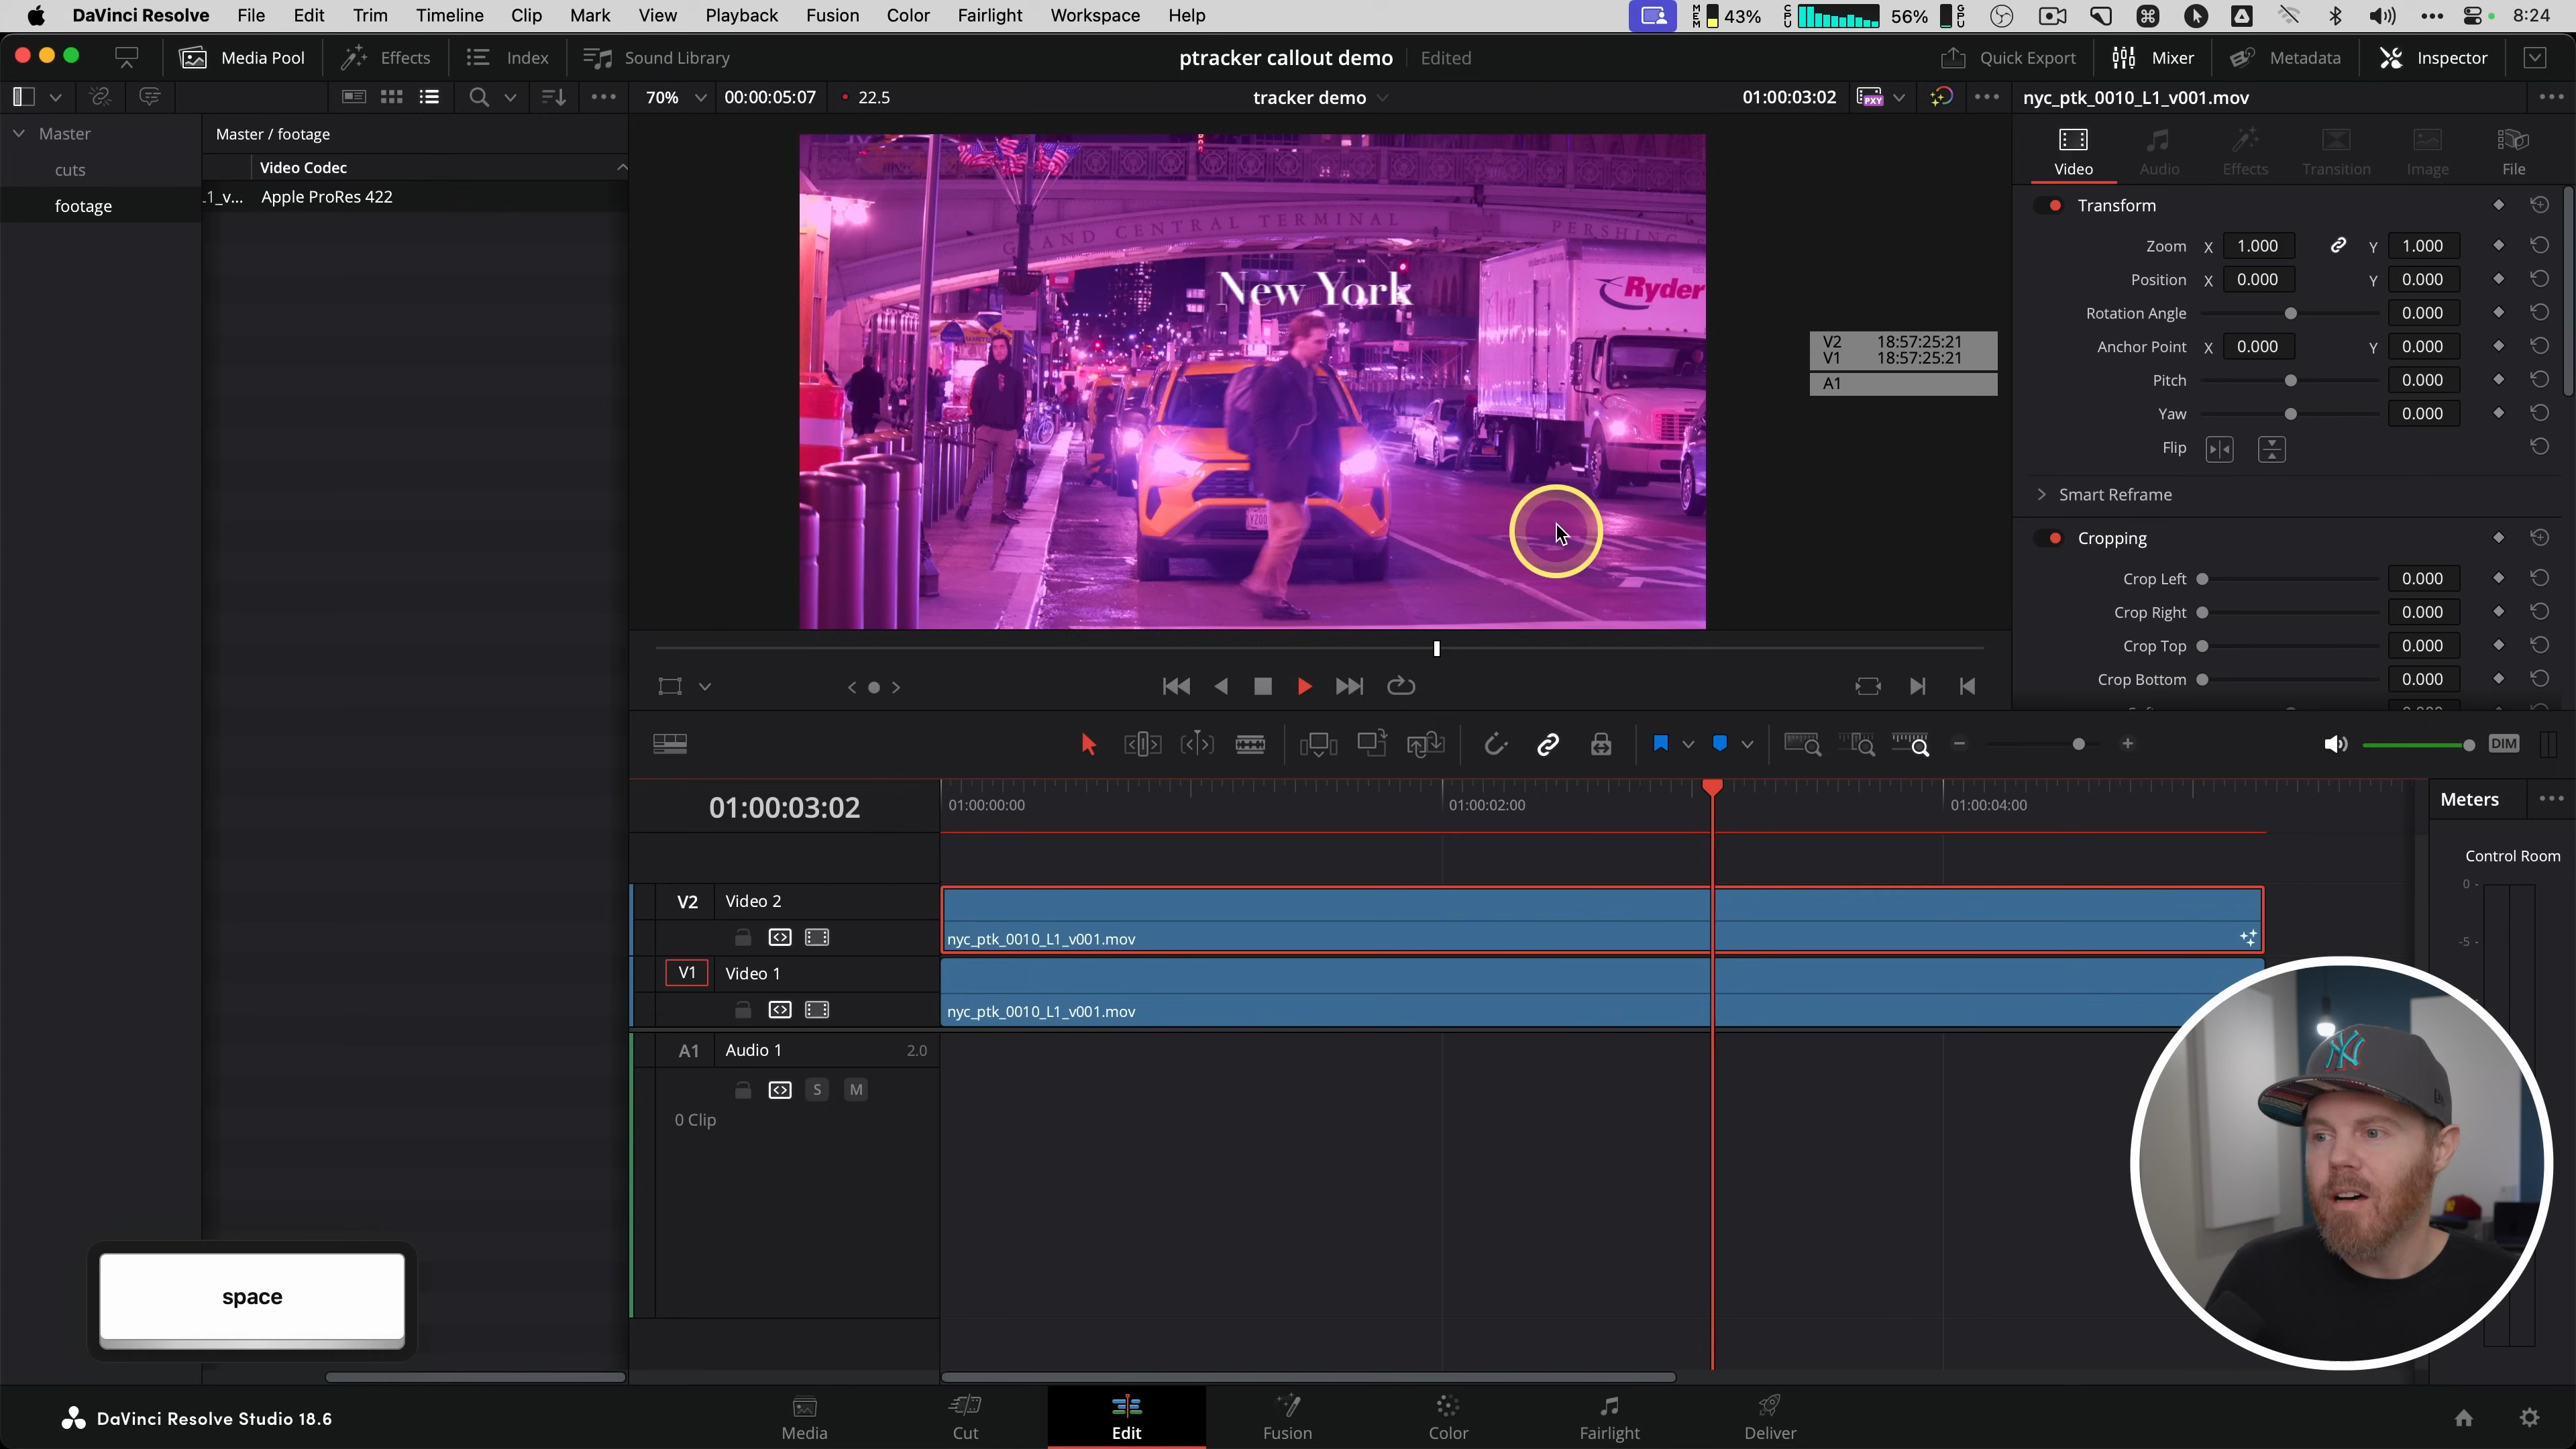 DaVinci Resolve File Edit Trim Timeline Clip Mark View Playback Fusion Color Fairlight Workspace Help
MEM 43% CPU 56% GPU 8:24
Media Pool Effects Index Sound Library
ptracker callout demo Edited
Quick Export Mixer Metadata Inspector
70% 00:00:05:07 22.5 tracker demo 01:00:03:02 PXY
nyc_ptk_0010_L1_v001.mov
Master
cuts
footage
Master / footage
Video Codec
.1_v... Apple ProRes 422
GRAND CENTRAL TERMINAL PERSHING
New York
Ryder
V2 18:57:25:21
V1 18:57:25:21
A1
Video Audio Effects Transition Image File
Transform
Zoom X 1.000 Y 1.000
Position X 0.000 Y 0.000
Rotation Angle 0.000
Anchor Point X 0.000 Y 0.000
Pitch 0.000
Yaw 0.000
Flip
Smart Reframe
Cropping
Crop Left 0.000
Crop Right 0.000
Crop Top 0.000
Crop Bottom 0.000
DIM
01:00:03:02
01:00:00:00 01:00:02:00 01:00:04:00
Meters
Control Room
0 -
-5 -
V2 Video 2
nyc_ptk_0010_L1_v001.mov
V1 Video 1
nyc_ptk_0010_L1_v001.mov
A1 Audio 1 2.0
S M
0 Clip
NY
space
DaVinci Resolve Studio 18.6
Media Cut Edit Fusion Color Fairlight Deliver